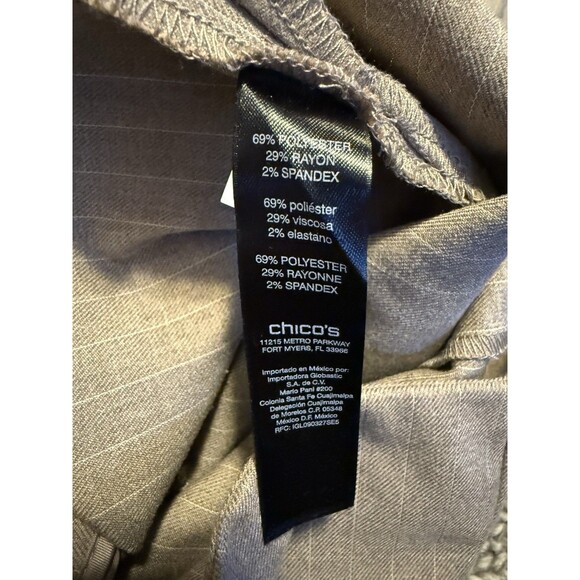 69% POLYESTER
29% RAYON
2% SPANDEX
69% poliéster
29% viscosa
2% elastano
69% POLYESTER
29% RAYONNE
2% SPANDEX
chico's
11215 METRO PARKWAY
FORT MYERS, FL 33966
Importado en México por:
Importadora Globastic
S.A. de C.V.
Mario Pani #200
Colonia Santa Fe Cuajimalpa
Delegación Cuajimalpa
de Morelos C.P. 05348
México D.F. México
RFC: IGL090327SE5